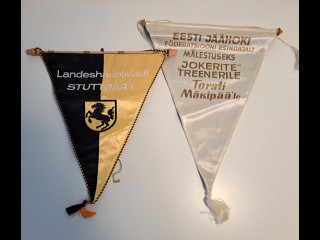 Landeshauptstadt
STUTTGART
EESTI JÄÄHOKI
FÖDERATSIOONI ESINDAJALT
MÄLESTUSEKS
JOKERITE-
TREENERILE
Torsti
Mäkipää'le